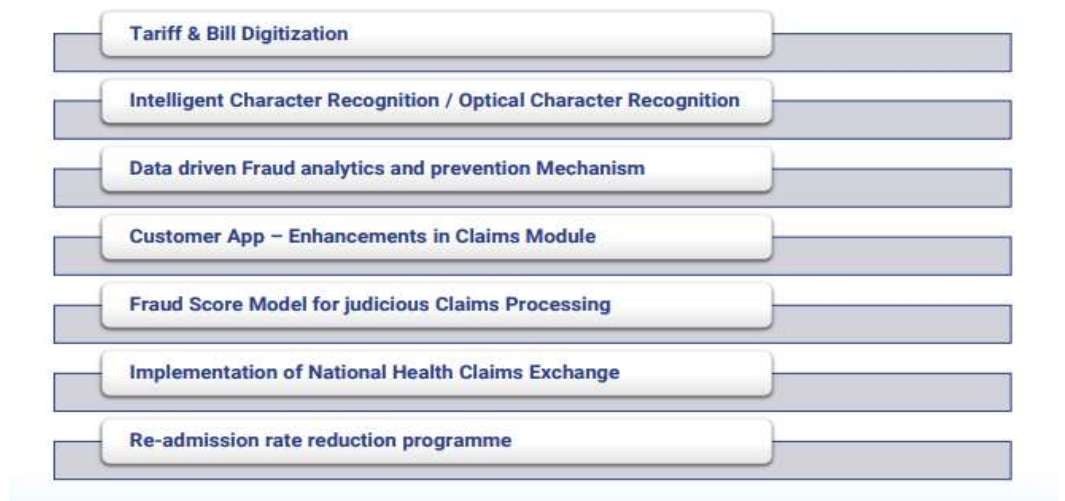 Tariff & Bill Digitization
Intelligent Character Recognition / Optical Character Recognition
Data driven Fraud analytics and prevention Mechanism
Customer App – Enhancements in Claims Module
Fraud Score Model for judicious Claims Processing
Implementation of National Health Claims Exchange
Re-admission rate reduction programme